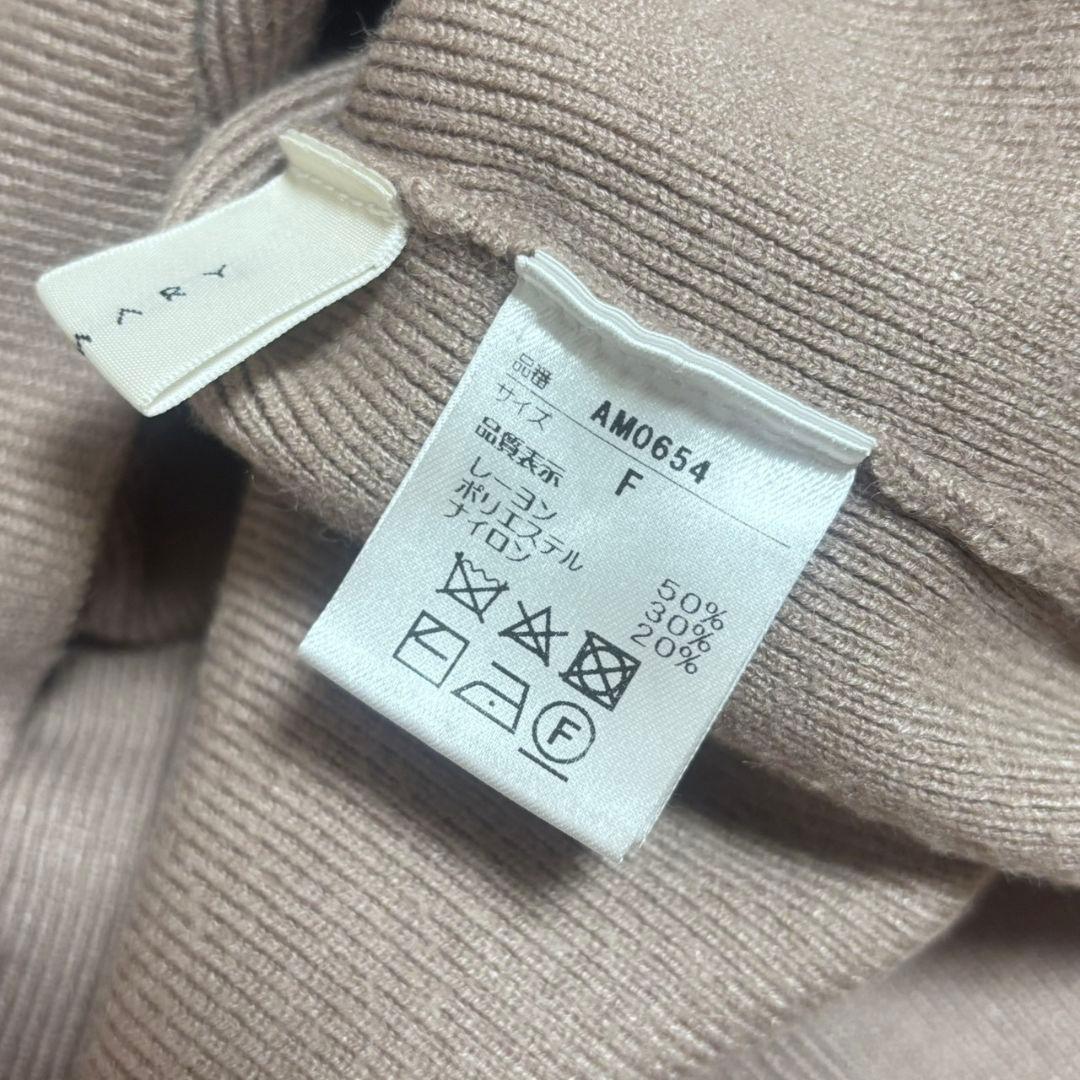 品番 AM0654
サイズ F
品質表示
レーヨン 50%
ポリエステル 30%
ナイロン 20%
F